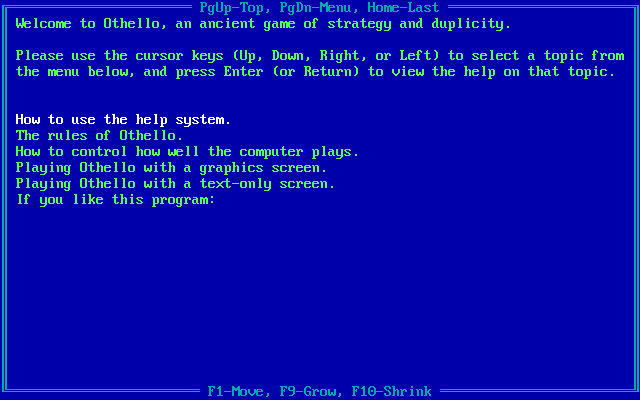 PgUp-Top, PgDn-Menu, Home-Last
Welcome to Othello, an ancient game of strategy and duplicity.
Please use the cursor keys (Up, Down, Right, or Left) to select a topic from
the menu below, and press Enter (or Return) to view the help on that topic.
How to use the help system.
The rules of Othello.
How to control how well the computer plays.
Playing Othello with a graphics screen.
Playing Othello with a text-only screen.
If you like this program:
F1-Move, F9-Grow, F10-Shrink